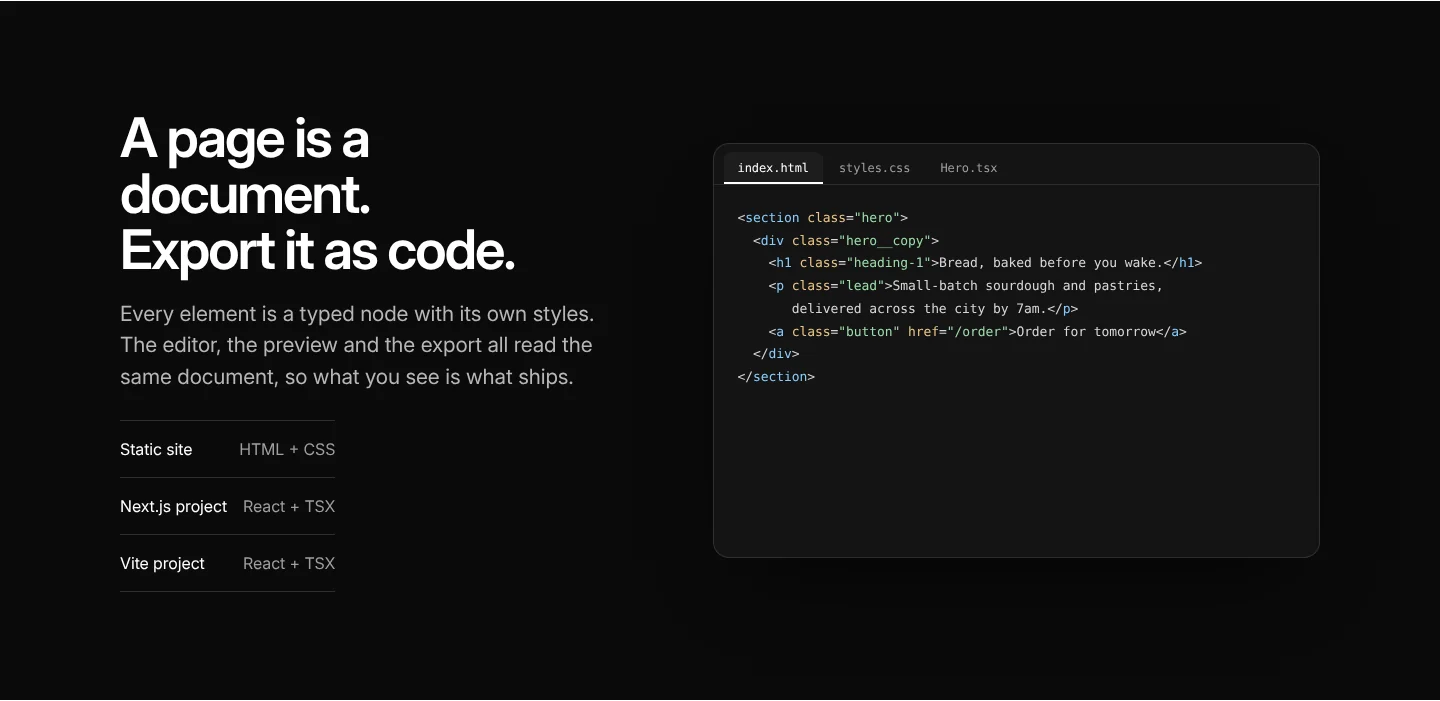 A page is a
document.
Export it as code.
Every element is a typed node with its own styles.
The editor, the preview and the export all read the
same document, so what you see is what ships.
Static site HTML + CSS
Next.js project React + TSX
Vite project React + TSX
index.html styles.css Hero.tsx
<section class="hero">
  <div class="hero__copy">
    <h1 class="heading-1">Bread, baked before you wake.</h1>
    <p class="lead">Small-batch sourdough and pastries,
       delivered across the city by 7am.</p>
    <a class="button" href="/order">Order for tomorrow</a>
  </div>
</section>